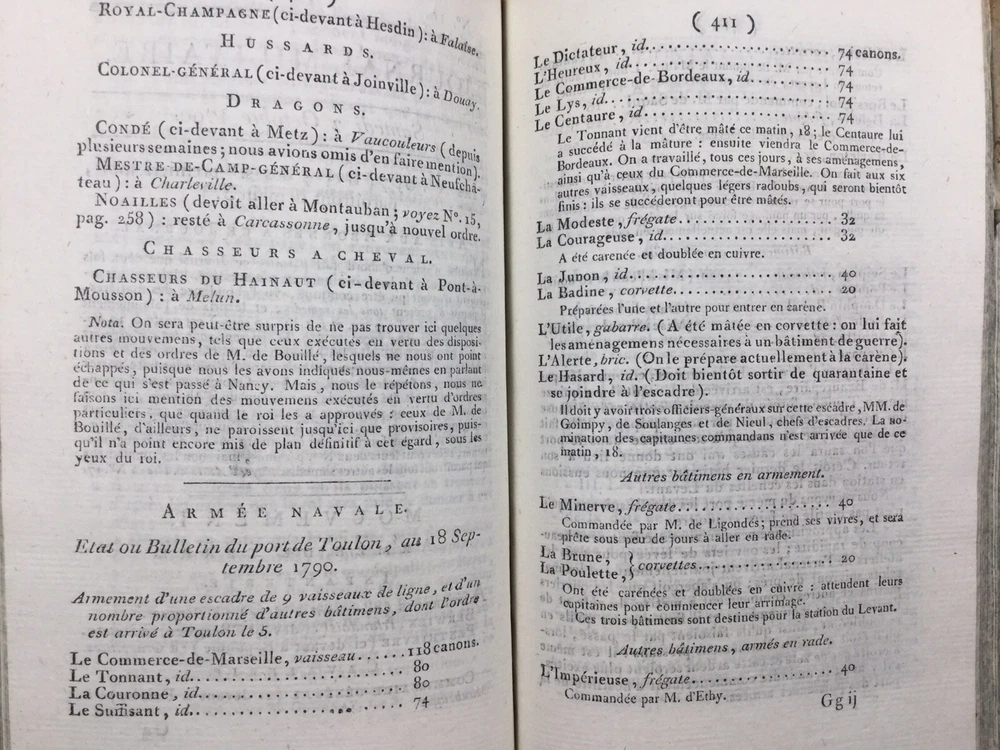 ROYAL-CHAMPAGNE (ci-devant à Hesdin) : à Falaise.
HUSSARDS.
COLONEL-GÉNÉRAL (ci-devant à Joinville) : à Douay.
DRAGONS.
CONDÉ (ci-devant à Metz) : à Vaucouleurs (depuis
plusieurs semaines ; nous avions omis d'en faire mention).
MESTRE-DE-CAMP-GÉNÉRAL (ci-devant à Neufchâ-
teau) : à Charleville.
NOAILLES (devoit aller à Montauban ; voyez N°. 15,
pag. 258) : resté à Carcassonne, jusqu'à nouvel ordre.
CHASSEURS A CHEVAL.
CHASSEURS DU HAINAUT (ci-devant à Pont-à-
Mousson) : à Melun.
Nota. On sera peut-être surpris de ne pas trouver ici quelques
autres mouvemens, tels que ceux exécutés en vertu des disposi-
tions et des ordres de M. de Bouillé, lesquels ne nous ont point
échappés, puisque nous les avons indiqués nous-mêmes en parlant
de ce qui s'est passé à Nancy. Mais, nous le répétons, nous ne
faisons ici mention des mouvemens exécutés en vertu d'ordres
particuliers, que quand le roi les a approuvés : ceux de M. de
Bouillé, d'ailleurs, ne paroissent jusqu'ici que provisoires, puis-
qu'il n'a point encore mis de plan définitif à cet égard, sous les
yeux du roi.
ARMÉE NAVALE.
Etat ou Bulletin du port de Toulon, au 18 Sep-
tembre 1790.
Armement d'une escadre de 9 vaisseaux de ligne, et d'un
nombre proportionné d'autres bâtimens, dont l'ordre
est arrivé à Toulon le 5.
Le Commerce-de-Marseille, vaisseau......118 canons.
Le Tonnant, id.............................. 80
La Couronne, id............................. 80
Le Suffisant, id............................. 74
( 411 )
Le Dictateur, id............................. 74 canons.
L'Heureux, id............................. 74
Le Commerce-de-Bordeaux, id............. 74
Le Lys, id............................. 74
Le Centaure, id............................. 74
Le Tonnant vient d'être mâté ce matin, 18 ; le Centaure lui
a succédé à la mâture : ensuite viendra le Commerce-de-
Bordeaux. On a travaillé, tous ces jours, à ses aménagemens,
ainsi qu'à ceux du Commerce-de-Marseille. On fait aux six
autres vaisseaux, quelques légers radoubs, qui seront bientôt
finis : ils se succéderont pour être mâtés.
La Modeste, frégate............................. 32
La Courageuse, id............................. 32
A été carenée et doublée en cuivre.
La Junon, id............................. 40
La Badine, corvette............................. 20
Préparées l'une et l'autre pour entrer en carène.
L'Utile, gabarre. (A été mâtée en corvette : on lui fait
les aménagemens nécessaires à un bâtiment de guerre).
L'Alerte, bric. (On le prépare actuellement à la carène).
Le Hasard, id. (Doit bientôt sortir de quarantaine et
se joindre à l'escadre).
Il doit y avoir trois officiers-généraux sur cette escadre, MM. de
Goimpy, de Soulanges et de Nieul, chefs d'escadres. La no-
mination des capitaines commandans n'est arrivée que de ce
matin, 18.
Autres bâtimens en armement.
Le Minerve, frégate............................. 40
Commandée par M. de Ligondés ; prend ses vivres, et sera
prête sous peu de jours à aller en rade.
La Brune, } corvettes............................. 20
La Poulette, }
Ont été carénées et doublées en cuivre : attendent leurs
capitaines pour commencer leur arrimage.
Ces trois bâtimens sont destinés pour la station du Levant.
Autres bâtimens, armés en rade.
L'Impérieuse, frégate............................. 40
Commandée par M. d'Ethy.
Gg ij